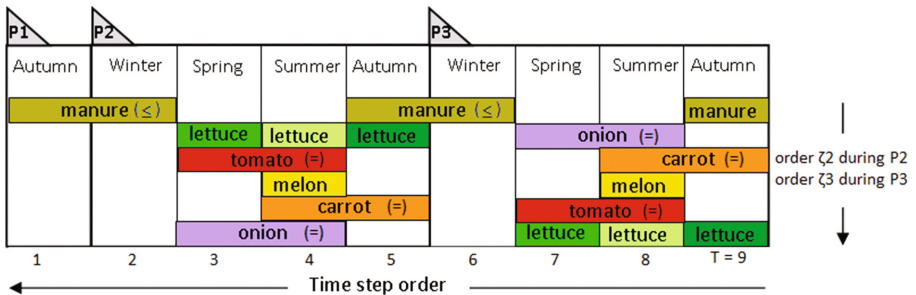 P1 P2 P3
Autumn Winter Spring Summer Autumn Winter Spring Summer Autumn
manure (≤) manure (≤) manure
lettuce lettuce lettuce onion (=)
tomato (=) carrot (=) order ζ2 during P2
melon melon order ζ3 during P3
carrot (=) tomato (=)
onion (=) lettuce lettuce lettuce
1 2 3 4 5 6 7 8 T = 9
Time step order